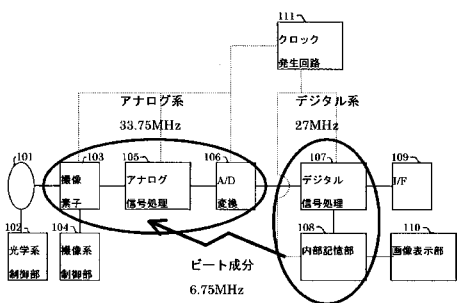 111
クロック
発生回路
アナログ系
デジタル系
33.75MHz
27MHz
101
103
105
106
107
109
撮像
素子
アナログ
信号処理
A/D
変換
デジタル
信号処理
I/F
102
104
108
110
光学系
制御部
撮像系
制御部
内部記憶部
画像表示部
ビート成分
6.75MHz